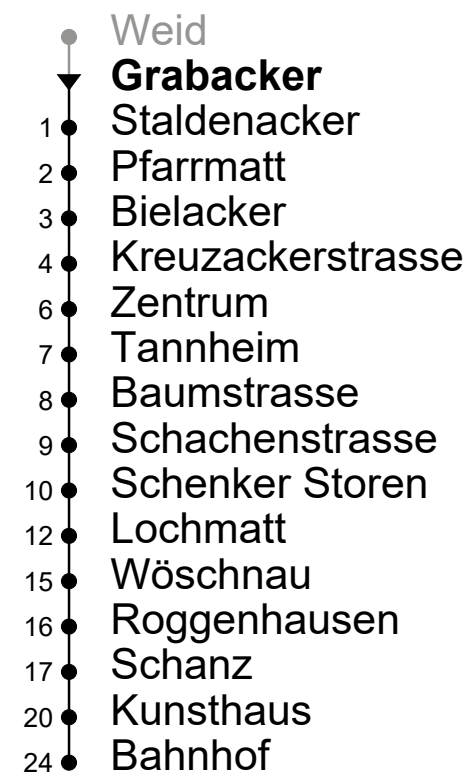 Weid
Grabacker
1 Staldenacker
2 Pfarrmatt
3 Bielacker
4 Kreuzackerstrasse
6 Zentrum
7 Tannheim
8 Baumstrasse
9 Schachenstrasse
10 Schenker Storen
12 Lochmatt
15 Wöschnau
16 Roggenhausen
17 Schanz
20 Kunsthaus
24 Bahnhof